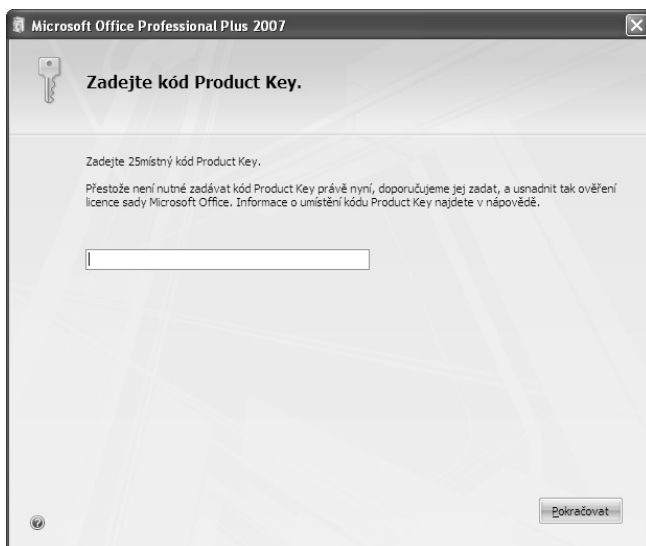 Microsoft Office Professional Plus 2007
Zadejte kód Product Key.
Zadejte 25místný kód Product Key.
Přestože není nutné zadávat kód Product Key právě nyní, doporučujeme jej zadat, a usnadnit tak ověření
licence sady Microsoft Office. Informace o umístění kódu Product Key najdete v nápovědě.
Pokračovat